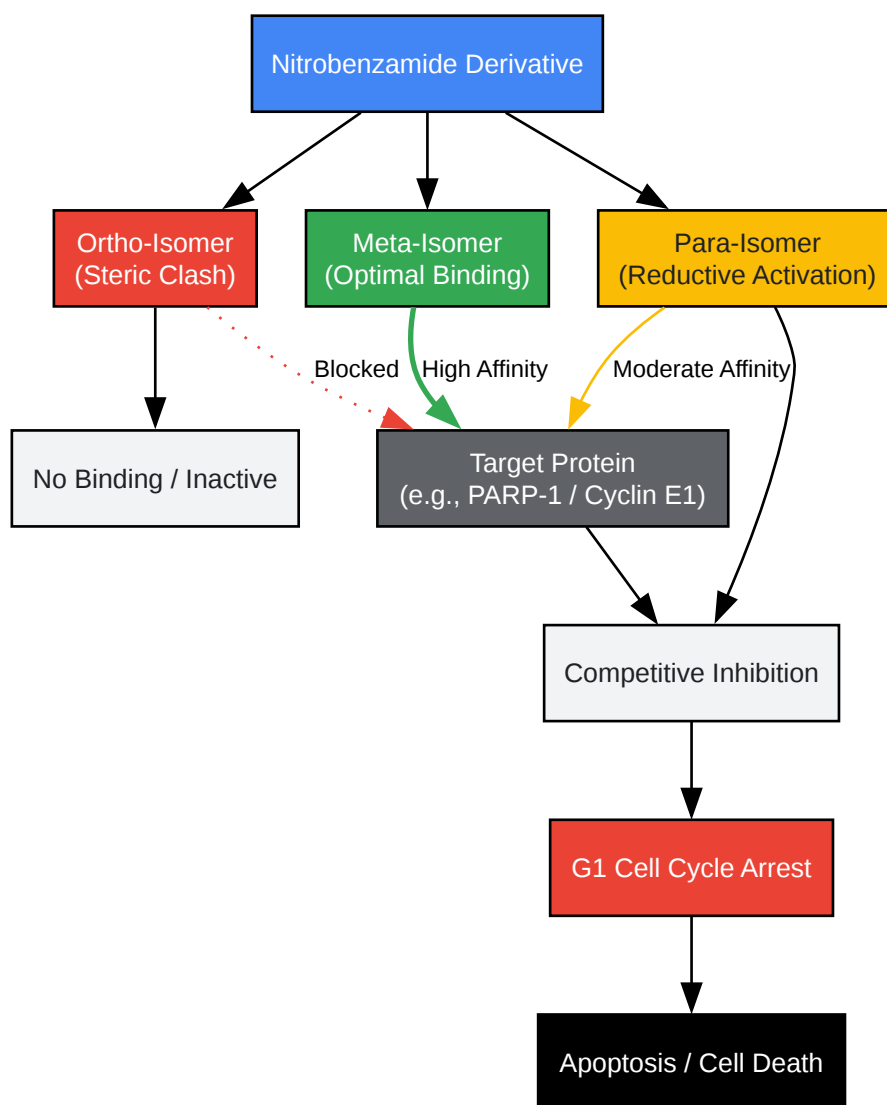 Nitrobenzamide Derivative
Ortho-Isomer
(Steric Clash)
Meta-Isomer
(Optimal Binding)
Para-Isomer
(Reductive Activation)
Blocked
High Affinity
Moderate Affinity
No Binding / Inactive
Target Protein
(e.g., PARP-1 / Cyclin E1)
Competitive Inhibition
G1 Cell Cycle Arrest
Apoptosis / Cell Death